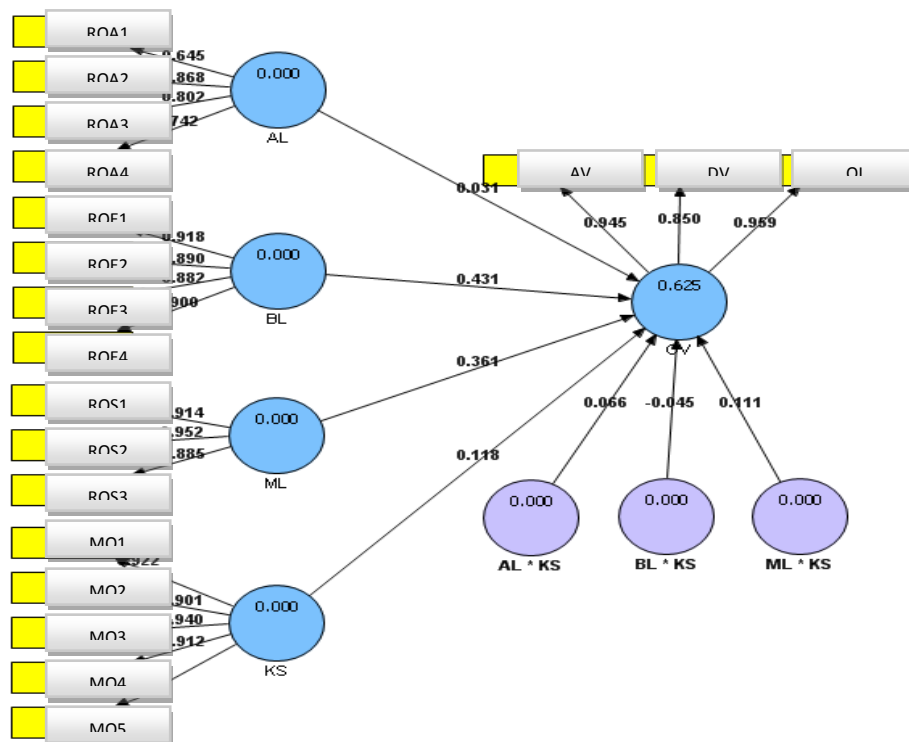 ROA1
ROA2
ROA3
ROA4
0.645
.868
0.802
742
0.000
AL
ROE1
ROE2
ROE3
ROE4
.918
.890
.882
.900
0.000
BL
ROS1
ROS2
ROS3
.914
.952
.885
0.000
ML
MO1
MO2
MO3
MO4
MO5
.922
.901
.940
.912
0.000
KS
0.031
0.431
0.361
0.118
AV
DV
0.945
0.850
0.959
0.625
0.066
-0.045
0.111
0.000
AL * KS
0.000
BL * KS
0.000
ML * KS